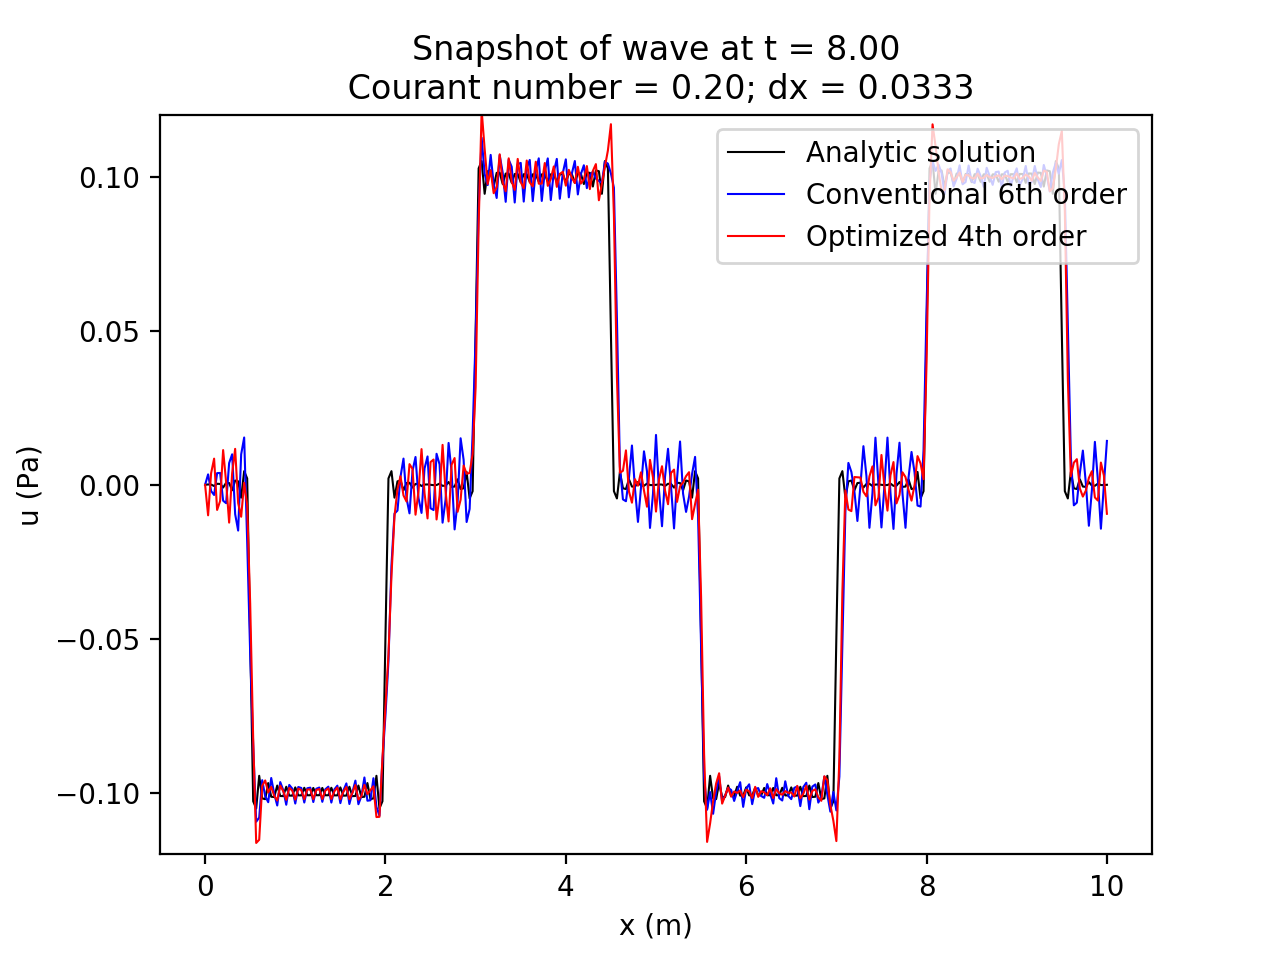 Snapshot of wave at t = 8.00
Courant number = 0.20; dx = 0.0333
Analytic solution
Conventional 6th order
Optimized 4th order
0.10
0.05
0.00
−0.05
−0.10
u (Pa)
0 2 4 6 8 10
x (m)